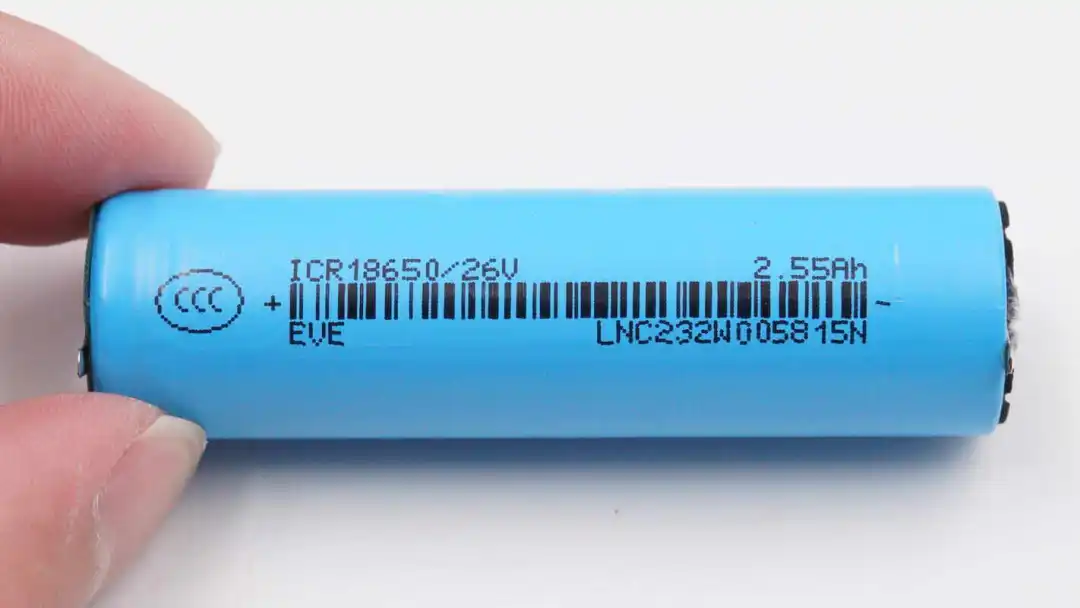 ICR18650/26V 2.55Ah
CCC + -
EVE LNC232W005815N